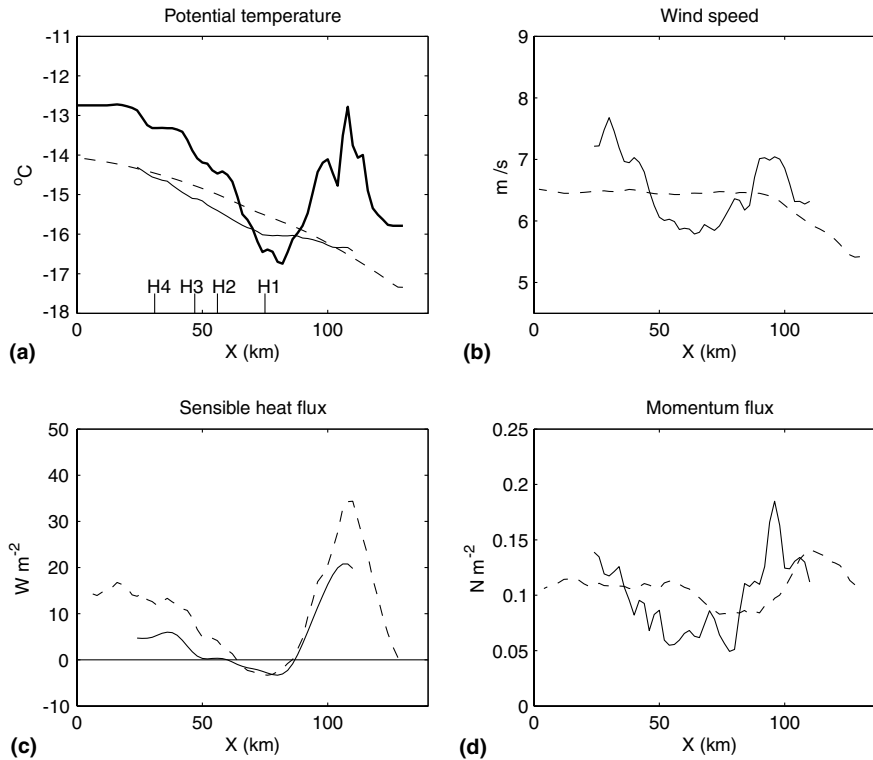 Potential temperature
-11
-12
-13
-14
-15
-16
-17
-18
°C
H4 H3 H2 H1
0 50 100
X (km)
(a)
Wind speed
9
8
7
6
5
m /s
0 50 100
X (km)
(b)
Sensible heat flux
50
40
30
20
10
0
-10
W m-2
0 50 100
X (km)
(c)
Momentum flux
0.25
0.2
0.15
0.1
0.05
0
N m-2
0 50 100
X (km)
(d)